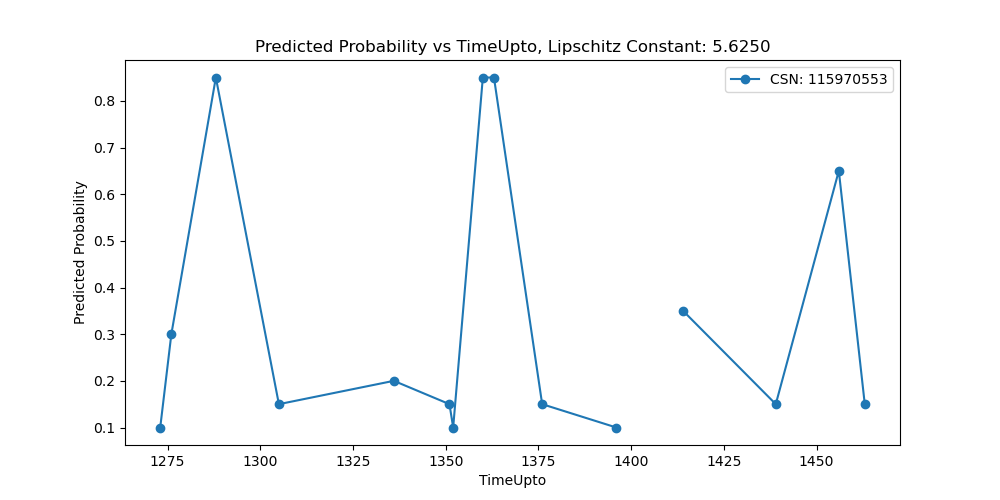 Predicted Probability vs TimeUpto, Lipschitz Constant: 5.6250
CSN: 115970553
Predicted Probability
0.8
0.7
0.6
0.5
0.4
0.3
0.2
0.1
1275 1300 1325 1350 1375 1400 1425 1450
TimeUpto